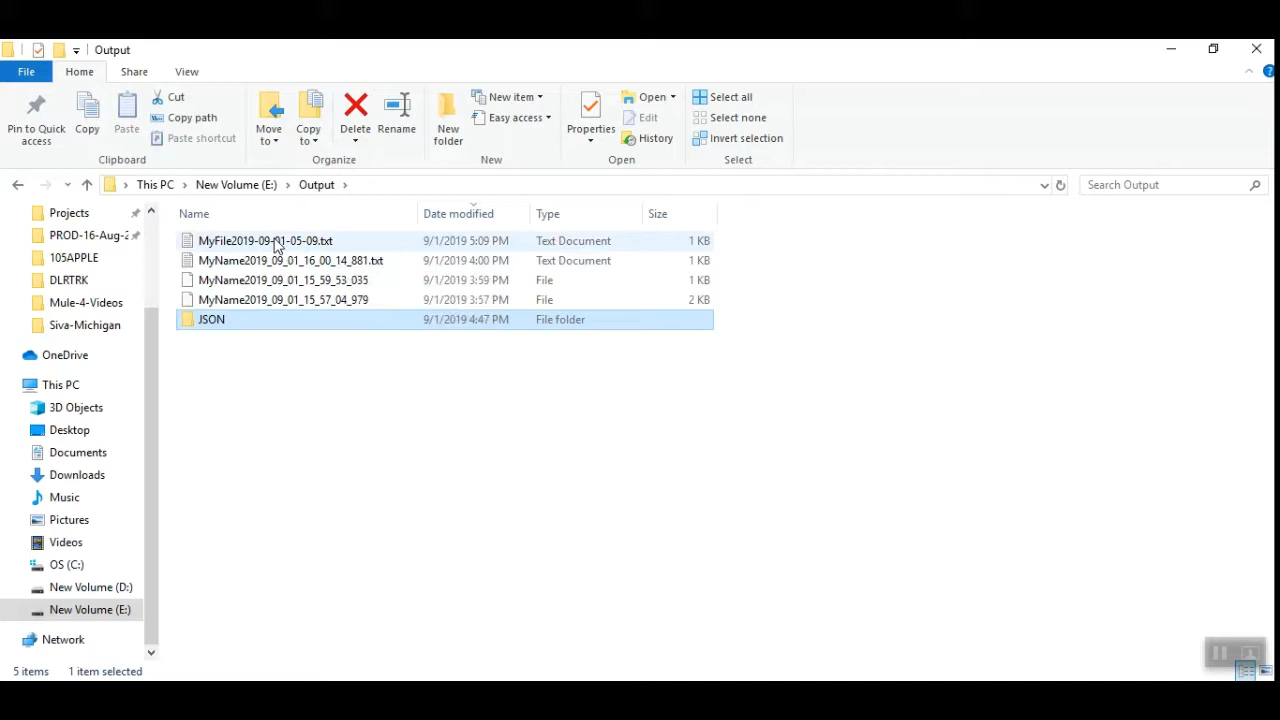 Output
File Home Share View
Pin to Quick access
Copy
Paste
Cut
Copy path
Paste shortcut
Clipboard
Move to
Copy to
Delete
Rename
Organize
New folder
New item
Easy access
New
Properties
Open
Edit
History
Open
Select all
Select none
Invert selection
Select
This PC > New Volume (E:) > Output >
Search Output
Projects
PROD-16-Aug-2
105APPLE
DLRTRK
Mule-4-Videos
Siva-Michigan
OneDrive
This PC
3D Objects
Desktop
Documents
Downloads
Music
Pictures
Videos
OS (C:)
New Volume (D:)
New Volume (E:)
Network
Name Date modified Type Size
MyFile2019-09-01-05-09.txt 9/1/2019 5:09 PM Text Document 1 KB
MyName2019_09_01_16_00_14_881.txt 9/1/2019 4:00 PM Text Document 1 KB
MyName2019_09_01_15_59_53_035 9/1/2019 3:59 PM File 1 KB
MyName2019_09_01_15_57_04_979 9/1/2019 3:57 PM File 2 KB
JSON 9/1/2019 4:47 PM File folder
5 items 1 item selected